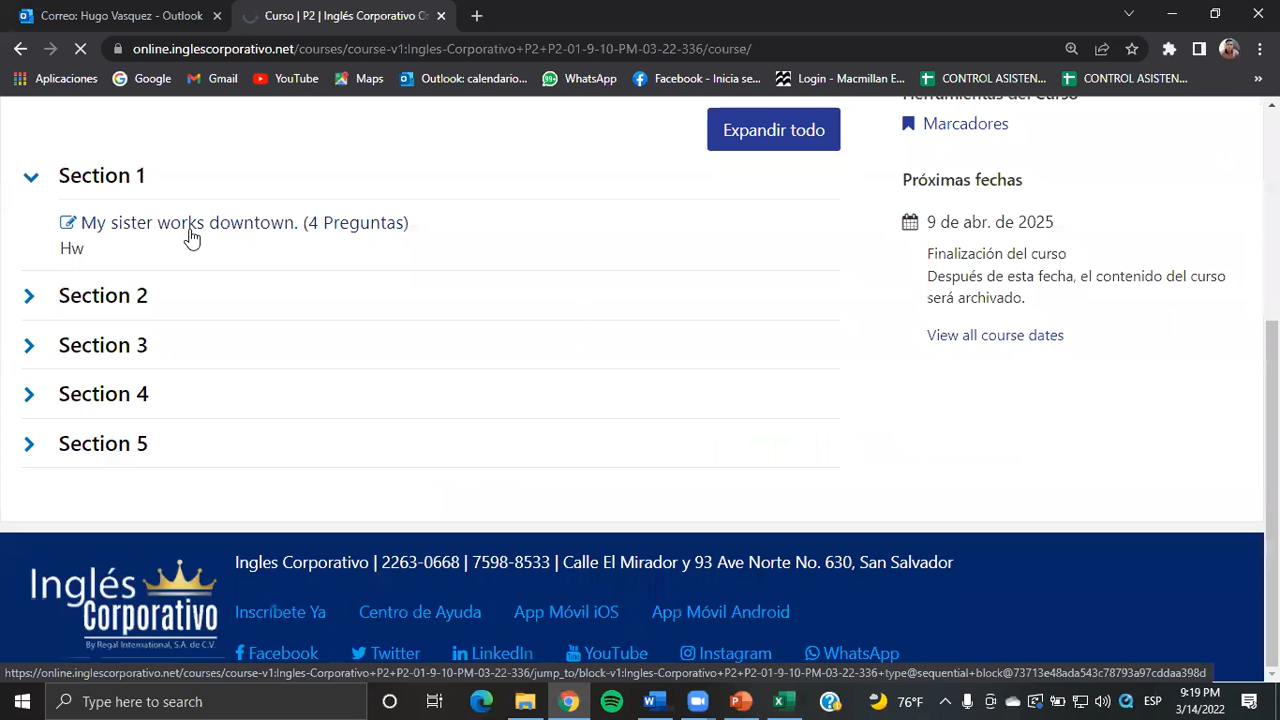 Correo: Hugo Vasquez - Outlook
Curso | P2 | Inglés Corporativo C
online.inglescorporativo.net/courses/course-v1:Ingles-Corporativo+P2+P2-01-9-10-PM-03-22-336/course/
Aplicaciones Google Gmail YouTube Maps Outlook: calendario... WhatsApp Facebook - Inicia se... Login - Macmillan E... CONTROL ASISTEN... CONTROL ASISTEN... »
Herramientas del Curso
Expandir todo
Marcadores
Section 1
Próximas fechas
My sister works downtown. (4 Preguntas)
9 de abr. de 2025
Hw
Finalización del curso
Después de esta fecha, el contenido del curso
será archivado.
Section 2
View all course dates
Section 3
Section 4
Section 5
Ingles Corporativo | 2263-0668 | 7598-8533 | Calle El Mirador y 93 Ave Norte No. 630, San Salvador
Inglés
Corporativo
By Regal International, S.A. de C.V.
Inscríbete Ya Centro de Ayuda App Móvil iOS App Móvil Android
Facebook Twitter LinkedIn YouTube Instagram WhatsApp
https://online.inglescorporativo.net/courses/course-v1:Ingles-Corporativo+P2+P2-01-9-10-PM-03-22-336/jump_to/block-v1:Ingles-Corporativo+P2+P2-01-9-10-PM-03-22-336+type@sequential+block@73713e48ada543c78793a97cddaa398d
Type here to search
76°F
ESP
9:19 PM
3/14/2022